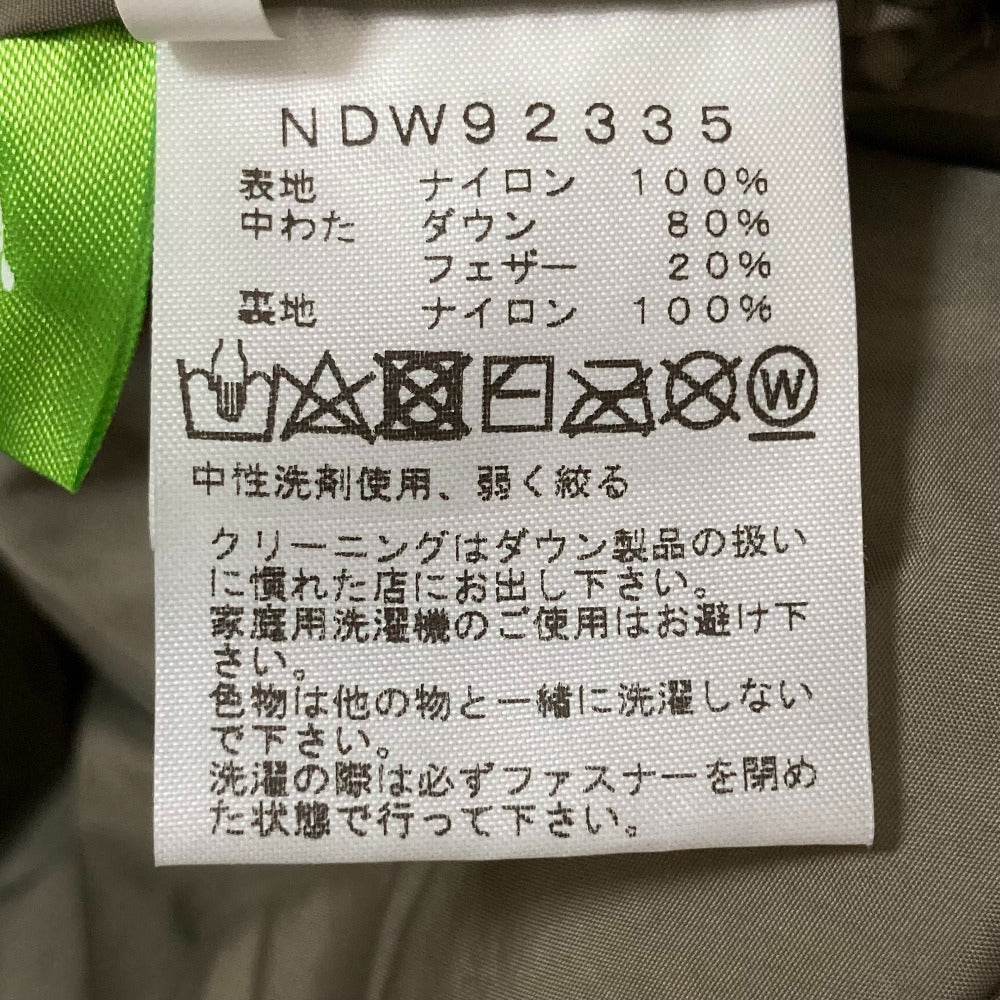 NDW92335
表地 ナイロン 100%
中わた ダウン 80%
フェザー 20%
裏地 ナイロン 100%
W
中性洗剤使用、弱く絞る
クリーニングはダウン製品の扱い
に慣れた店にお出し下さい。
家庭用洗濯機のご使用はお避け下
さい。
色物は他の物と一緒に洗濯しない
で下さい。
洗濯の際は必ずファスナーを閉め
た状態で行って下さい。